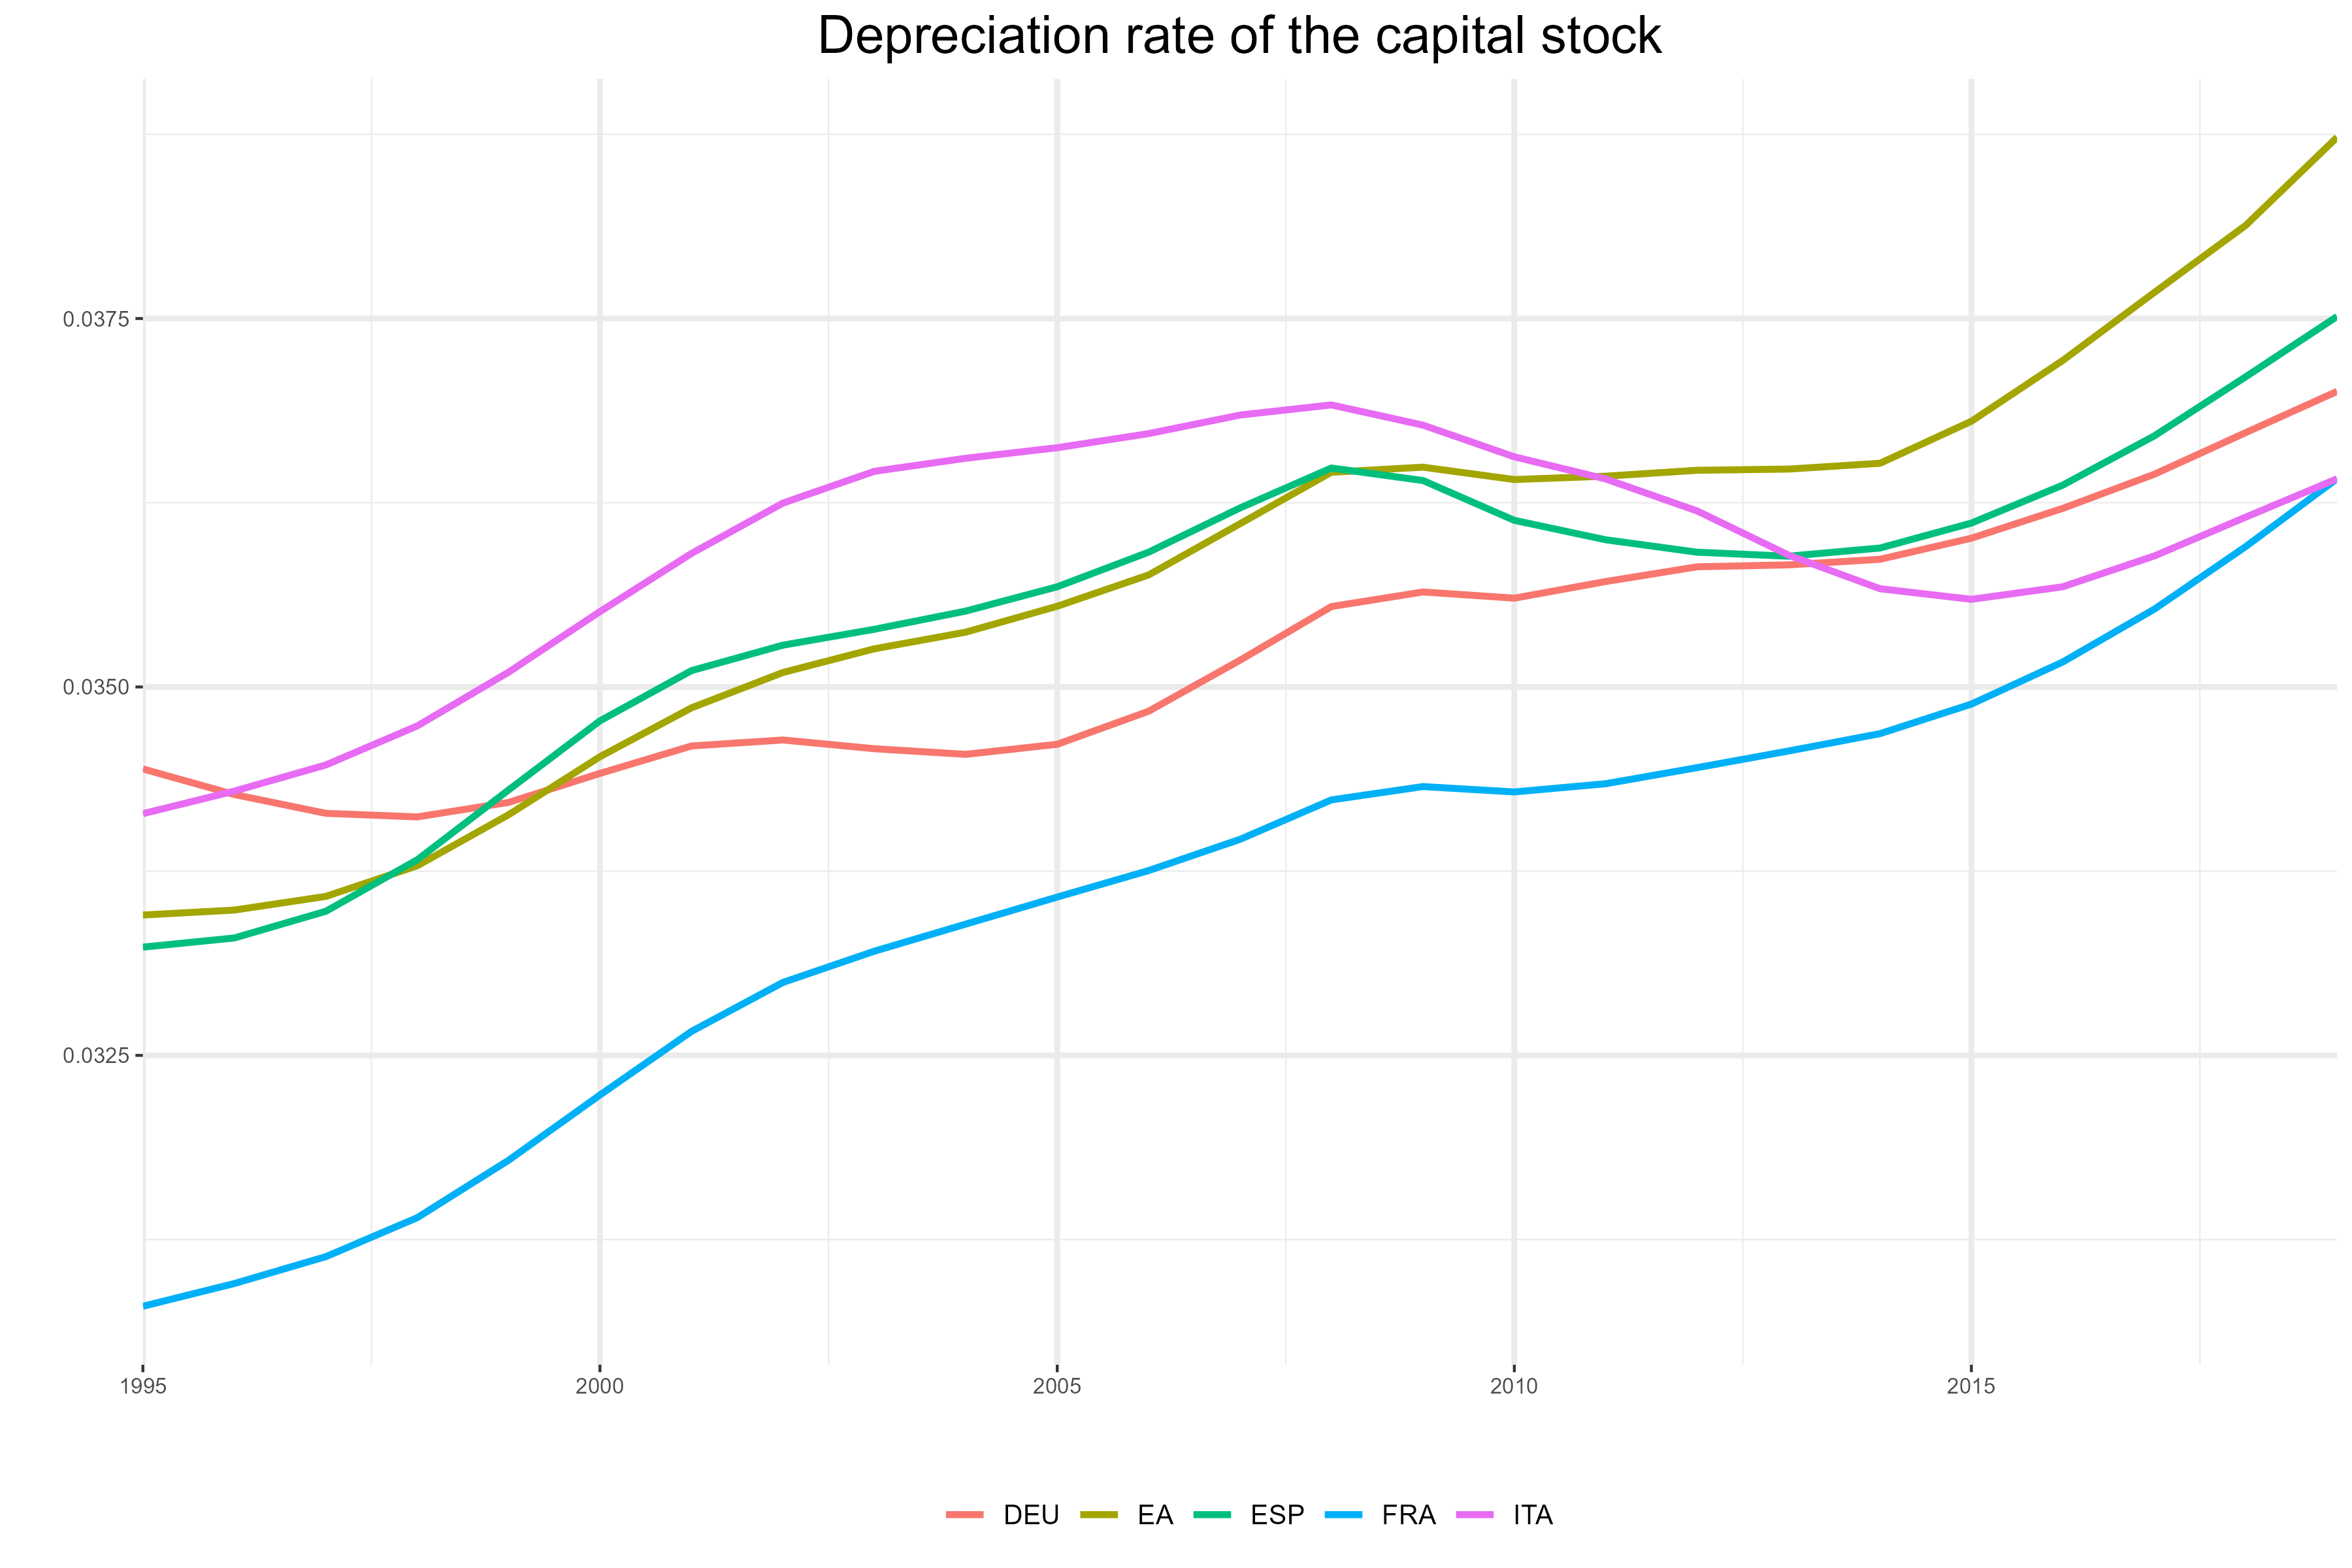 Depreciation rate of the capital stock
0.0375
0.0350
0.0325
1995 2000 2005 2010 2015
DEU EA ESP FRA ITA